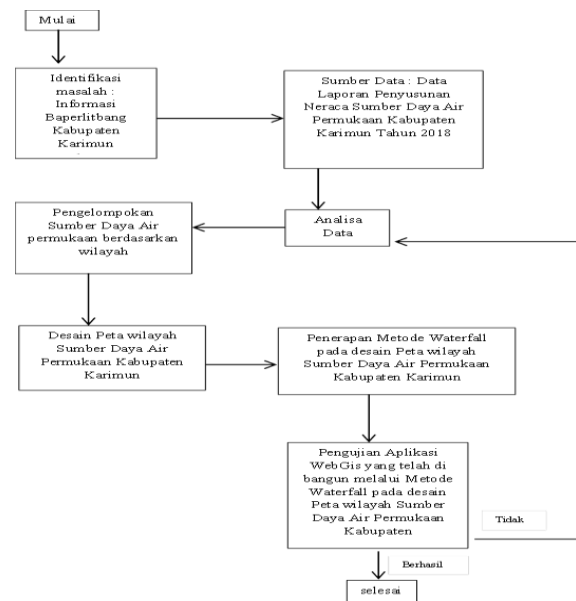 Mulai
Identifikasi
masalah :
Informasi
Baperlitbang
Kabupaten
Karimun
Sumber Data : Data
Laporan Penyusunan
Neraca Sumber Daya Air
Permukaan Kabupaten
Karimun Tahun 2018
Analisa
Data
Pengelompokan
Sumber Daya Air
permukaan berdasarkan
wilayah
Desain Peta wilayah
Sumber Daya Air
Permukaan Kabupaten
Karimun
Penerapan Metode Waterfall
pada desain Peta wilayah
Sumber Daya Air Permukaan
Kabupaten Karimun
Pengujian Aplikasi
WebGis yang telah di
bangun melalui Metode
Waterfall pada desain
Peta wilayah Sumber
Daya Air Permukaan
Kabupaten
Tidak
Berhasil
selesai